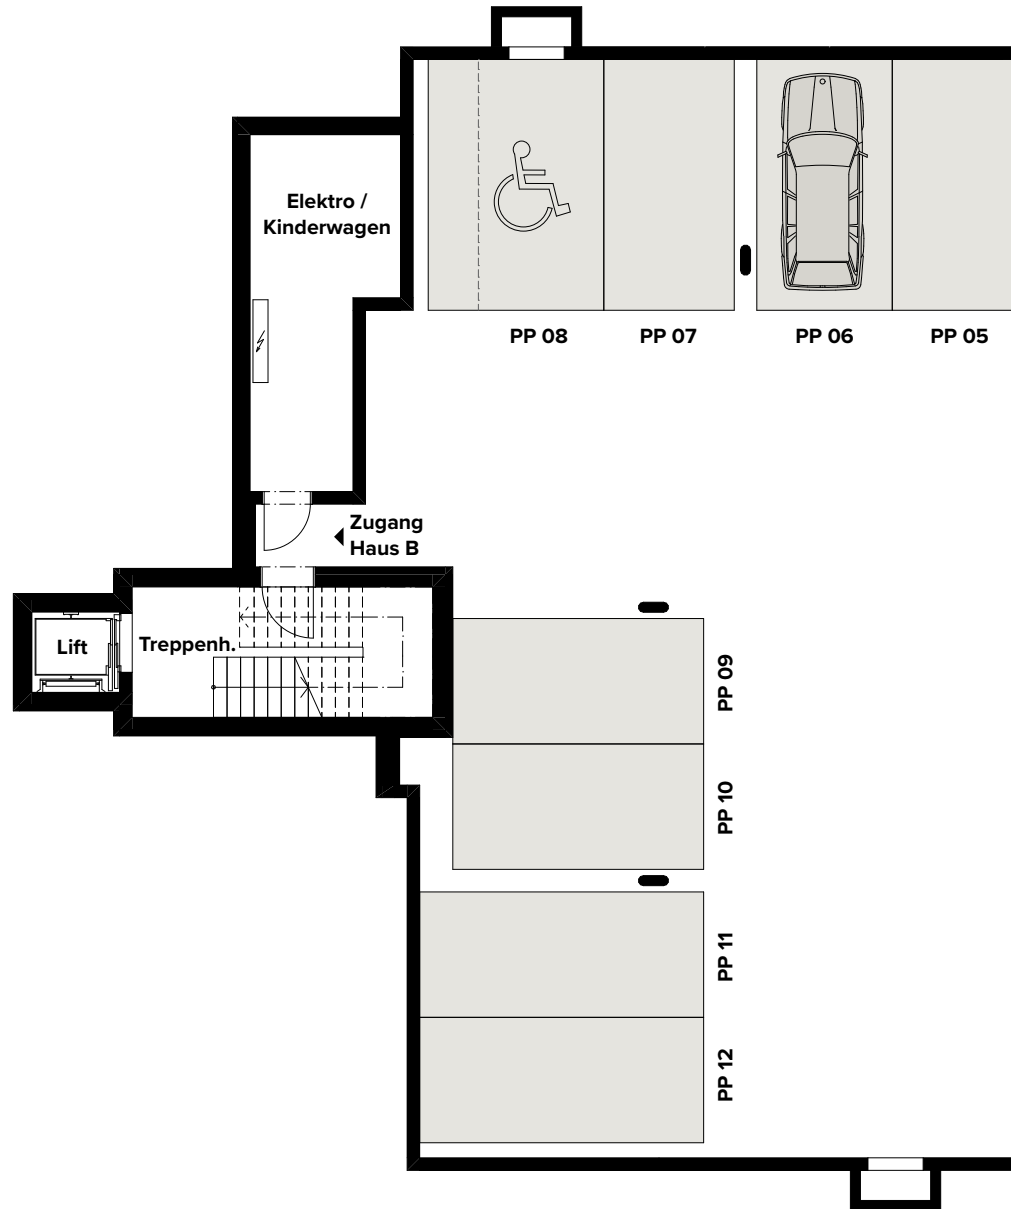 Elektro /
Kinderwagen
PP 08
PP 07
PP 06
PP 05
Zugang
Haus B
Lift
Treppenh.
PP 09
PP 10
PP 11
PP 12